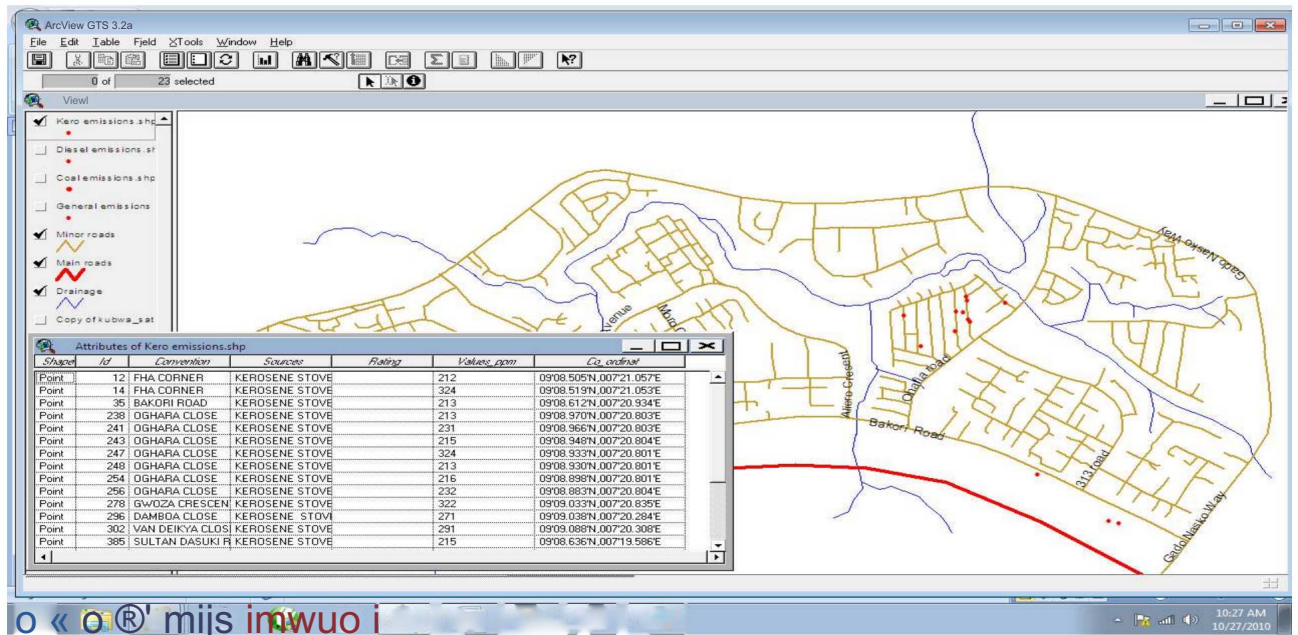 ArcView GTS 3.2a
File Edit Table Fjeld XTools Window Help
0 of 23 selected
Viewl
Kero emissions.shp
Diesel emissions.sh
Coal emissions.shp
General emissions
Minor roads
Main roads
Drainage
Copy of kubwa_sat
Gado Nasko Way
Obafia road
Aliero Cresent
Bakori Road
313 road
Gado Nasko Way
Attributes of Kero emissions.shp
Shape Id Convention Sources Rating Values_ppm Co_ordinat
Point 12 FHA CORNER KEROSENE STOVE 212 09'08.505'N,007'21.057'E
Point 14 FHA CORNER KEROSENE STOVE 324 09'08.519'N,007'21.053'E
Point 35 BAKORI ROAD KEROSENE STOVE 213 09'08.612'N,007'20.934'E
Point 238 OGHARA CLOSE KEROSENE STOVE 213 09'08.970'N,007'20.803'E
Point 241 OGHARA CLOSE KEROSENE STOVE 231 09'08.966'N,007'20.803'E
Point 243 OGHARA CLOSE KEROSENE STOVE 215 09'08.948'N,007'20.804'E
Point 247 OGHARA CLOSE KEROSENE STOVE 324 09'08.933'N,007'20.801'E
Point 248 OGHARA CLOSE KEROSENE STOVE 213 09'08.930'N,007'20.801'E
Point 254 OGHARA CLOSE KEROSENE STOVE 216 09'08.898'N,007'20.801'E
Point 256 OGHARA CLOSE KEROSENE STOVE 232 09'08.883'N,007'20.804'E
Point 278 GWOZA CRESCEN KEROSENE STOVE 322 09'09.033'N,007'20.835'E
Point 296 DAMBOA CLOSE KEROSENE STOVE 271 09'09.038'N,007'20.284'E
Point 302 VAN DEIKYA CLOS KEROSENE STOVE 291 09'09.088'N,007'20.308'E
Point 385 SULTAN DASUKI R KEROSENE STOVE 215 09'08.636'N,007'19.586'E
o « o ®' mijs imwuo i
10:27 AM
10/27/2010